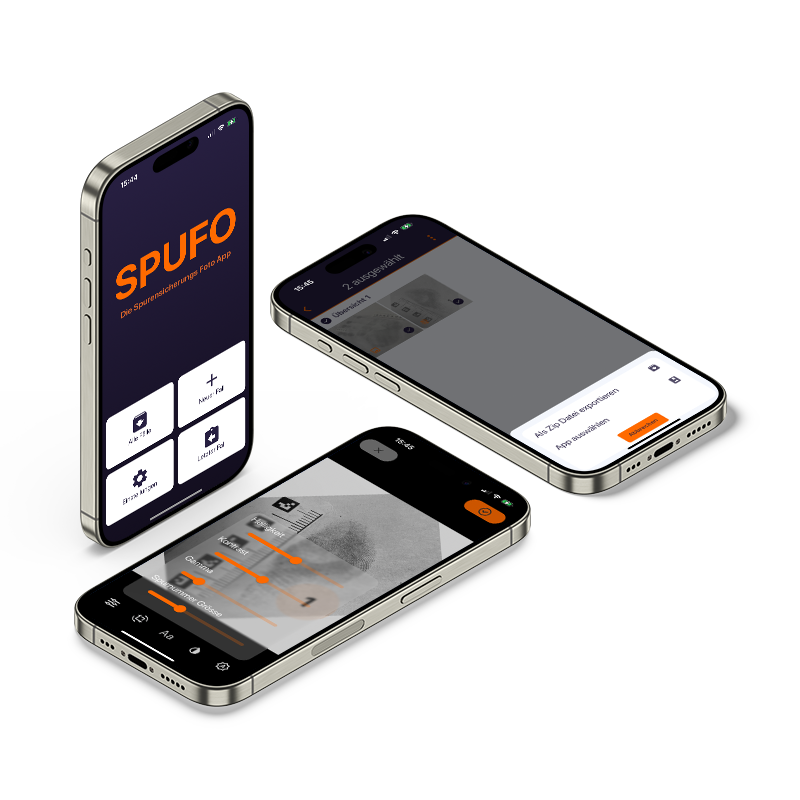 15:44
SPUFO
Die Spurensicherungs Foto App
Alle Fälle
Neuer Fall
Einstellungen
Letzter Fall
15:45
2 ausgewählt
Übersicht 1
Als Zip Datei exportieren
App auswählen
Abbrechen
15:45
Helligkeit
Kontrast
Gamma
Spurnummer Grösse
1
Aa